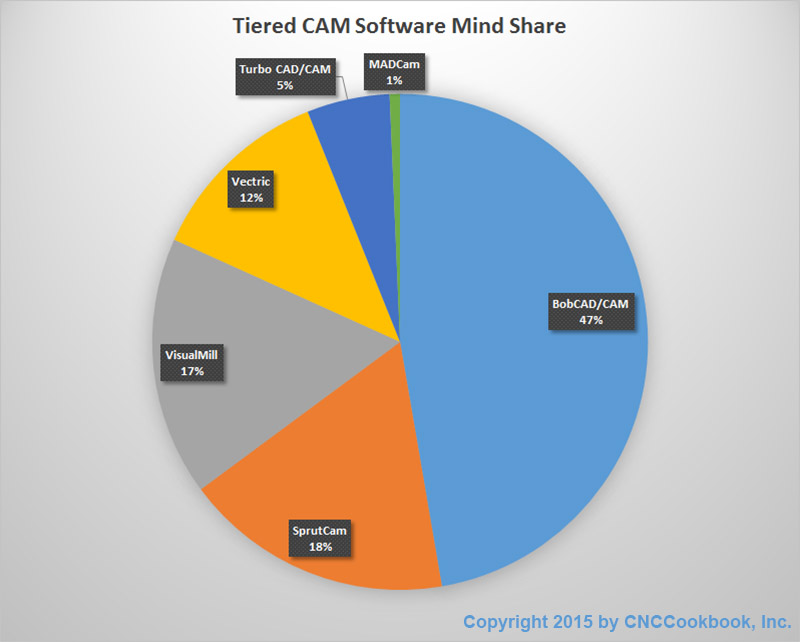 Tiered CAM Software Mind Share
Turbo CAD/CAM
5%
MADCam
1%
Vectric
12%
BobCAD/CAM
47%
VisualMill
17%
SprutCam
18%
Copyright 2015 by CNCCookbook, Inc.